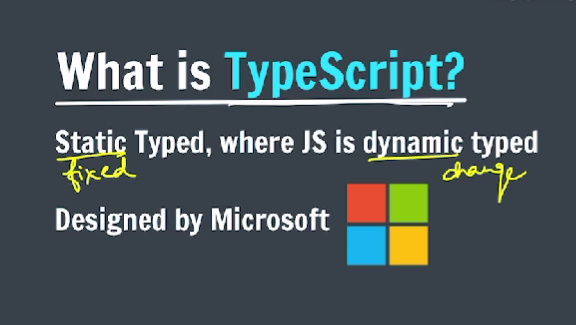 What is TypeScript?
Static Typed, where JS is dynamic typed
fixed change
Designed by Microsoft